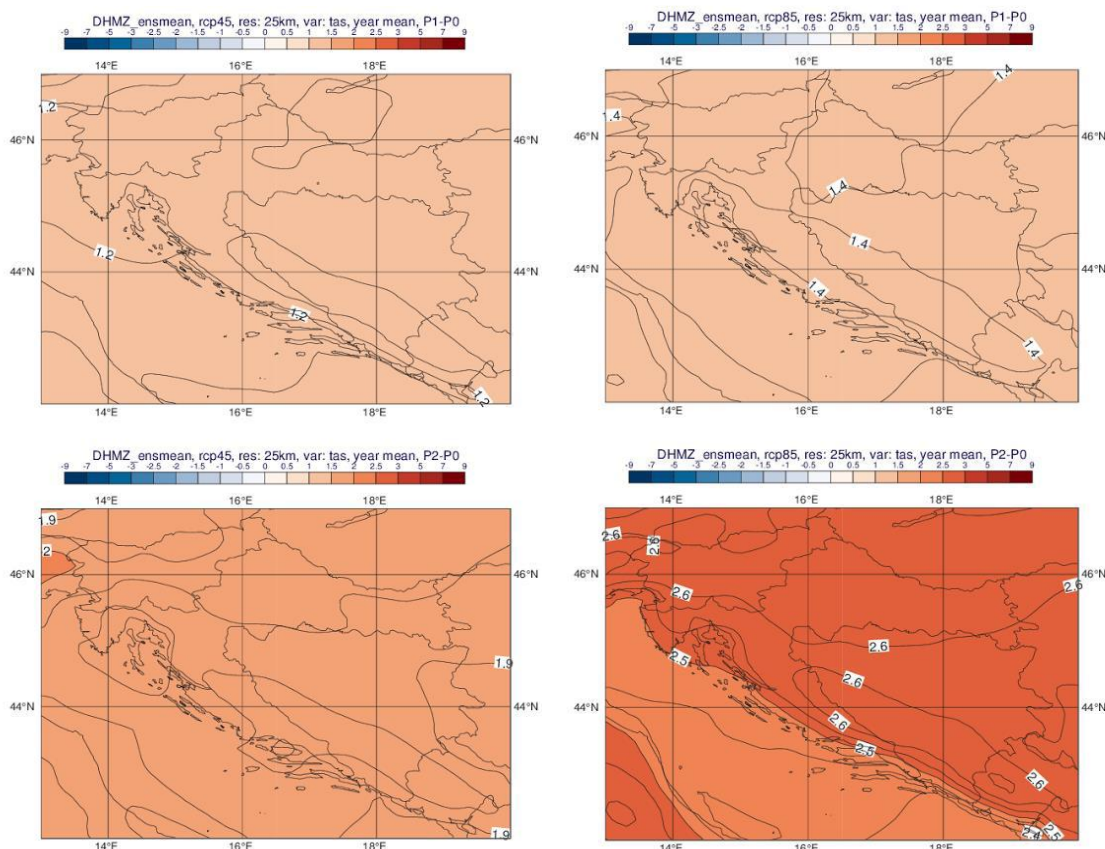 DHMZ_ensmean, rcp45, res: 25km, var: tas, year mean, P1-P0
-9 -7 -5 -3 -2.5 -2 -1.5 -1 -0.5 0 0.5 1 1.5 2 2.5 3 5 7 9
14°E 16°E 18°E
1.2
46°N
1.2
44°N
1.2
1.2
14°E 16°E 18°E
DHMZ_ensmean, rcp85, res: 25km, var: tas, year mean, P1-P0
-9 -7 -5 -3 -2.5 -2 -1.5 -1 -0.5 0 0.5 1 1.5 2 2.5 3 5 7 9
14°E 16°E 18°E
1.4
1.4
46°N 46°N
1.4
1.4
44°N 44°N
1.4
1.4
14°E 16°E 18°E
DHMZ_ensmean, rcp45, res: 25km, var: tas, year mean, P2-P0
-9 -7 -5 -3 -2.5 -2 -1.5 -1 -0.5 0 0.5 1 1.5 2 2.5 3 5 7 9
14°E 16°E 18°E
1.9
2
46°N 46°N
1.9
44°N 44°N
1.9
14°E 16°E 18°E
DHMZ_ensmean, rcp85, res: 25km, var: tas, year mean, P2-P0
-9 -7 -5 -3 -2.5 -2 -1.5 -1 -0.5 0 0.5 1 1.5 2 2.5 3 5 7 9
14°E 16°E 18°E
2.6 2.6
46°N 46°N
2.6 2.6
2.6
2.5
2.6
44°N 44°N
2.6
2.5
2.6
2.5
2.4
14°E 16°E 18°E